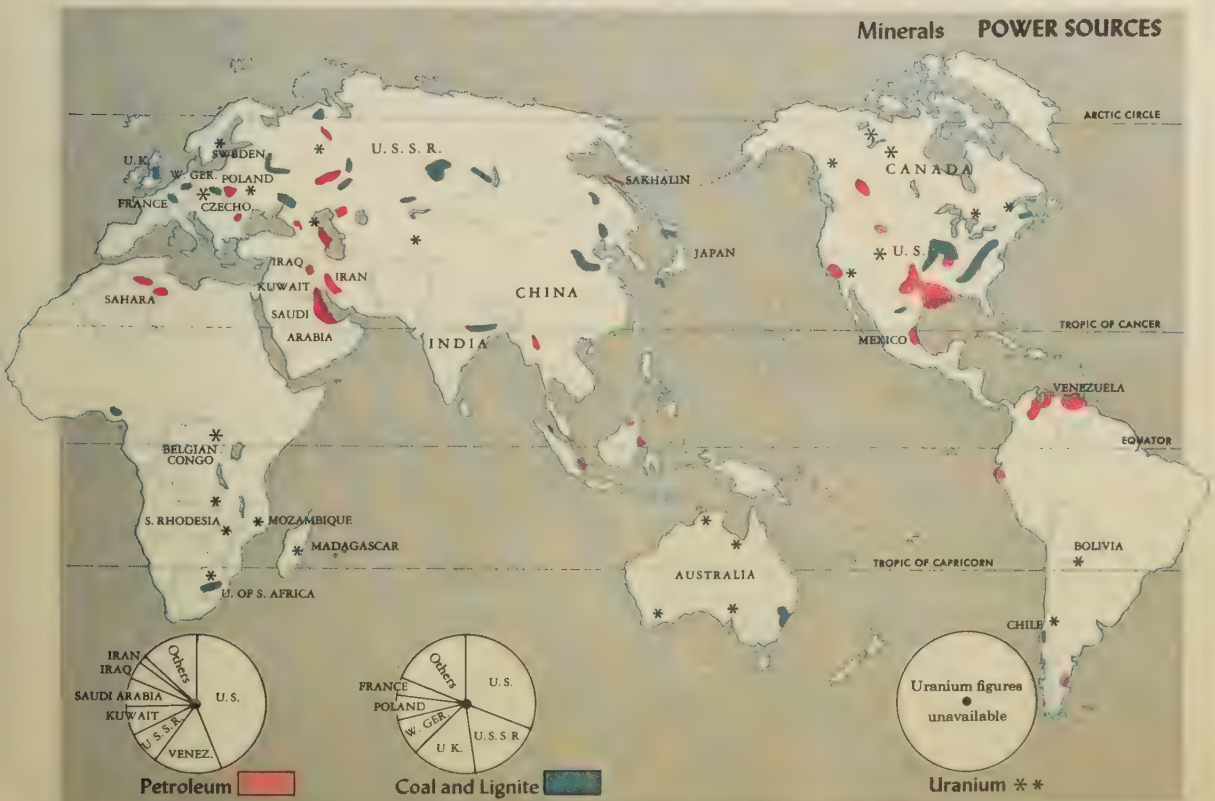 Minerals POWER SOURCES
ARCTIC CIRCLE
U.K.
SWEDEN
U.S.S.R.
CANADA
W. GER.
POLAND
SAKHALIN
FRANCE
CZECHO.
U.S.
JAPAN
IRAQ
IRAN
KUWAIT
SAHARA
CHINA
SAUDI
ARABIA
TROPIC OF CANCER
INDIA
MEXICO
VENEZUELA
EQUATOR
BELGIAN
CONGO
S. RHODESIA
MOZAMBIQUE
MADAGASCAR
BOLIVIA
TROPIC OF CAPRICORN
AUSTRALIA
U. OF S. AFRICA
CHILE
IRAN
IRAQ
Others
U.S.
SAUDI ARABIA
KUWAIT
U.S.S.R.
VENEZ.
Petroleum
Others
U.S.
FRANCE
POLAND
W. GER.
U.S.S R
U K.
Coal and Lignite
Uranium figures
unavailable
Uranium * *